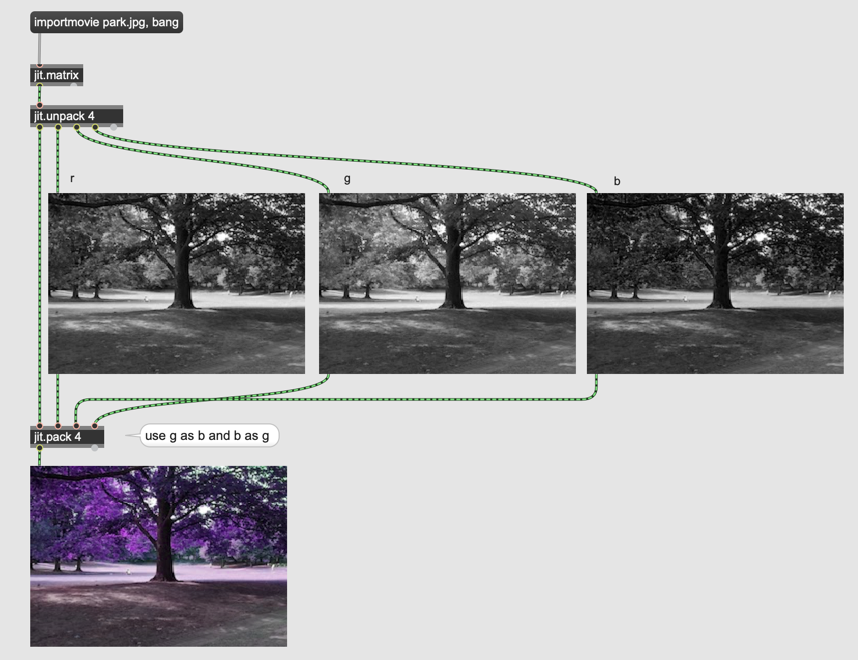 importmovie park.jpg, bang
jit.matrix
jit.unpack 4
r
g
b
jit.pack 4
use g as b and b as g